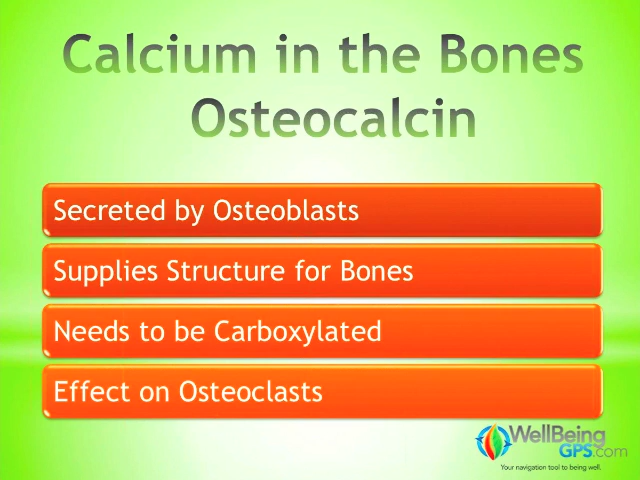 Calcium in the Bones
Osteocalcin
Secreted by Osteoblasts
Supplies Structure for Bones
Needs to be Carboxylated
Effect on Osteoclasts
WellBeing
GPS.com
Your navigation tool to being well.